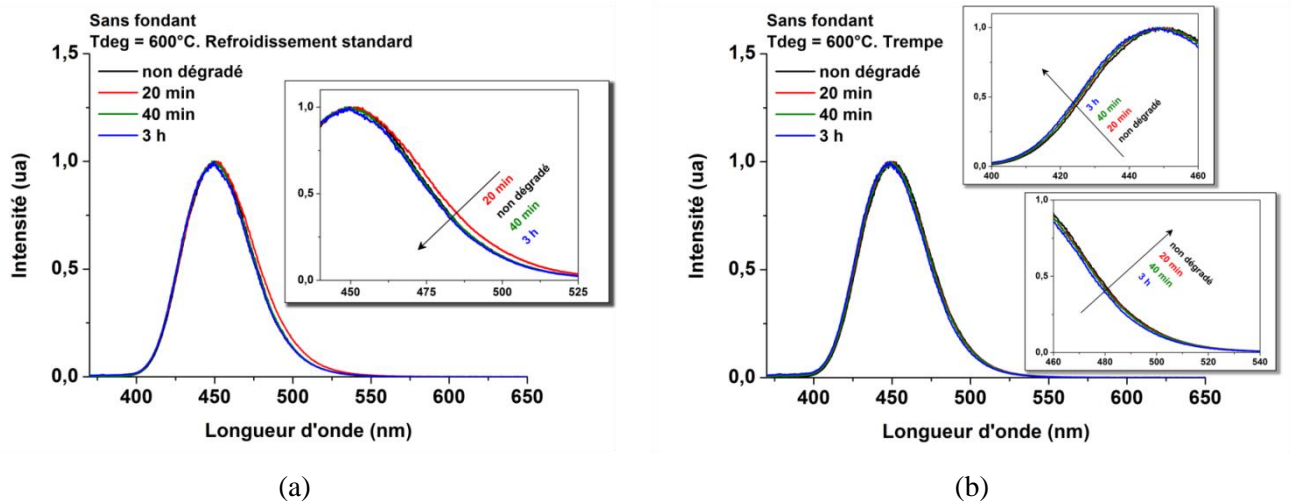 Sans fondant
Tdeg = 600°C. Refroidissement standard
1,5
non dégradé
20 min
40 min
3 h
1,0
0,5
0,0
Intensité (ua)
350
400
450
500
550
600
650
Longueur d'onde (nm)
1,0
0,5
0,0
450
475
500
525
20 min
non dégradé
40 min
3 h
(a)
Sans fondant
Tdeg = 600°C. Trempe
1,5
non dégradé
20 min
40 min
3 h
1,0
0,5
0,0
Intensité (ua)
400
450
500
550
600
650
Longueur d'onde (nm)
1,0
0,5
0,0
400
420
440
460
3 h
40 min
20 min
non dégradé
1,0
0,5
0,0
460
480
500
520
540
non dégradé
20 min
40 min
3 h
(b)